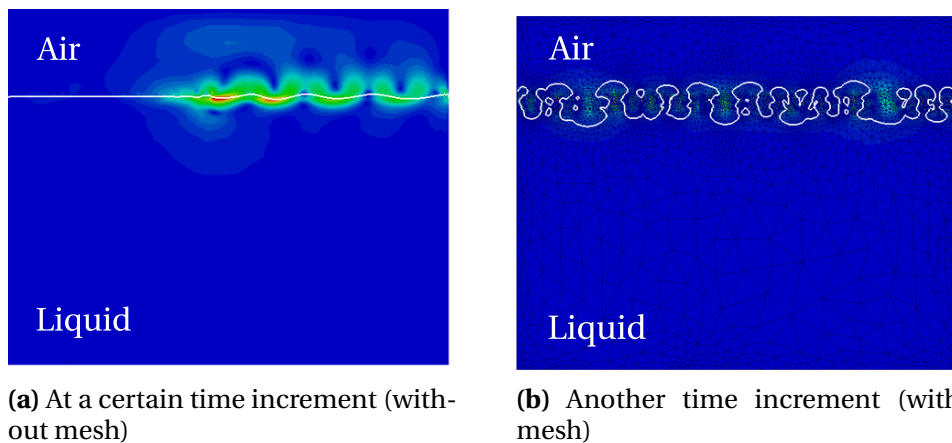 Air
Liquid
(a) At a certain time increment (with-
out mesh)
Air
Liquid
(b) Another time increment (with
mesh)